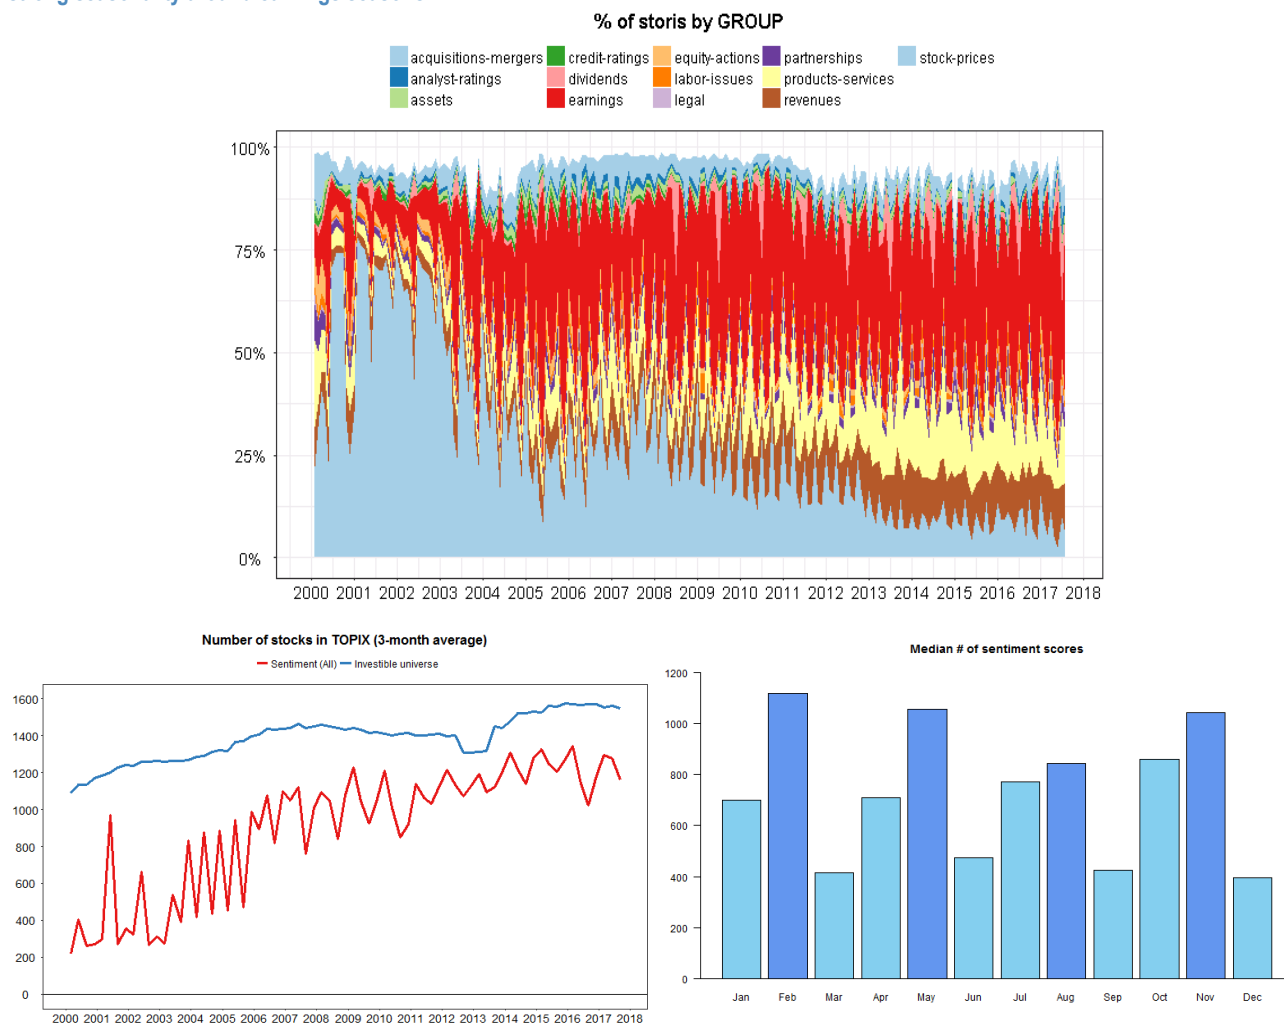 % of storis by GROUP
acquisitions-mergers credit-ratings equity-actions partnerships stock-prices
analyst-ratings dividends labor-issues products-services
assets earnings legal revenues
100%
75%
50%
25%
0%
2000 2001 2002 2003 2004 2005 2006 2007 2008 2009 2010 2011 2012 2013 2014 2015 2016 2017 2018
Number of stocks in TOPIX (3-month average)
Sentiment (All) Investible universe
1600
1400
1200
1000
800
600
400
200
0
2000 2001 2002 2003 2004 2005 2006 2007 2008 2009 2010 2011 2012 2013 2014 2015 2016 2017 2018
Median # of sentiment scores
1200
1000
800
600
400
200
0
Jan Feb Mar Apr May Jun Jul Aug Sep Oct Nov Dec